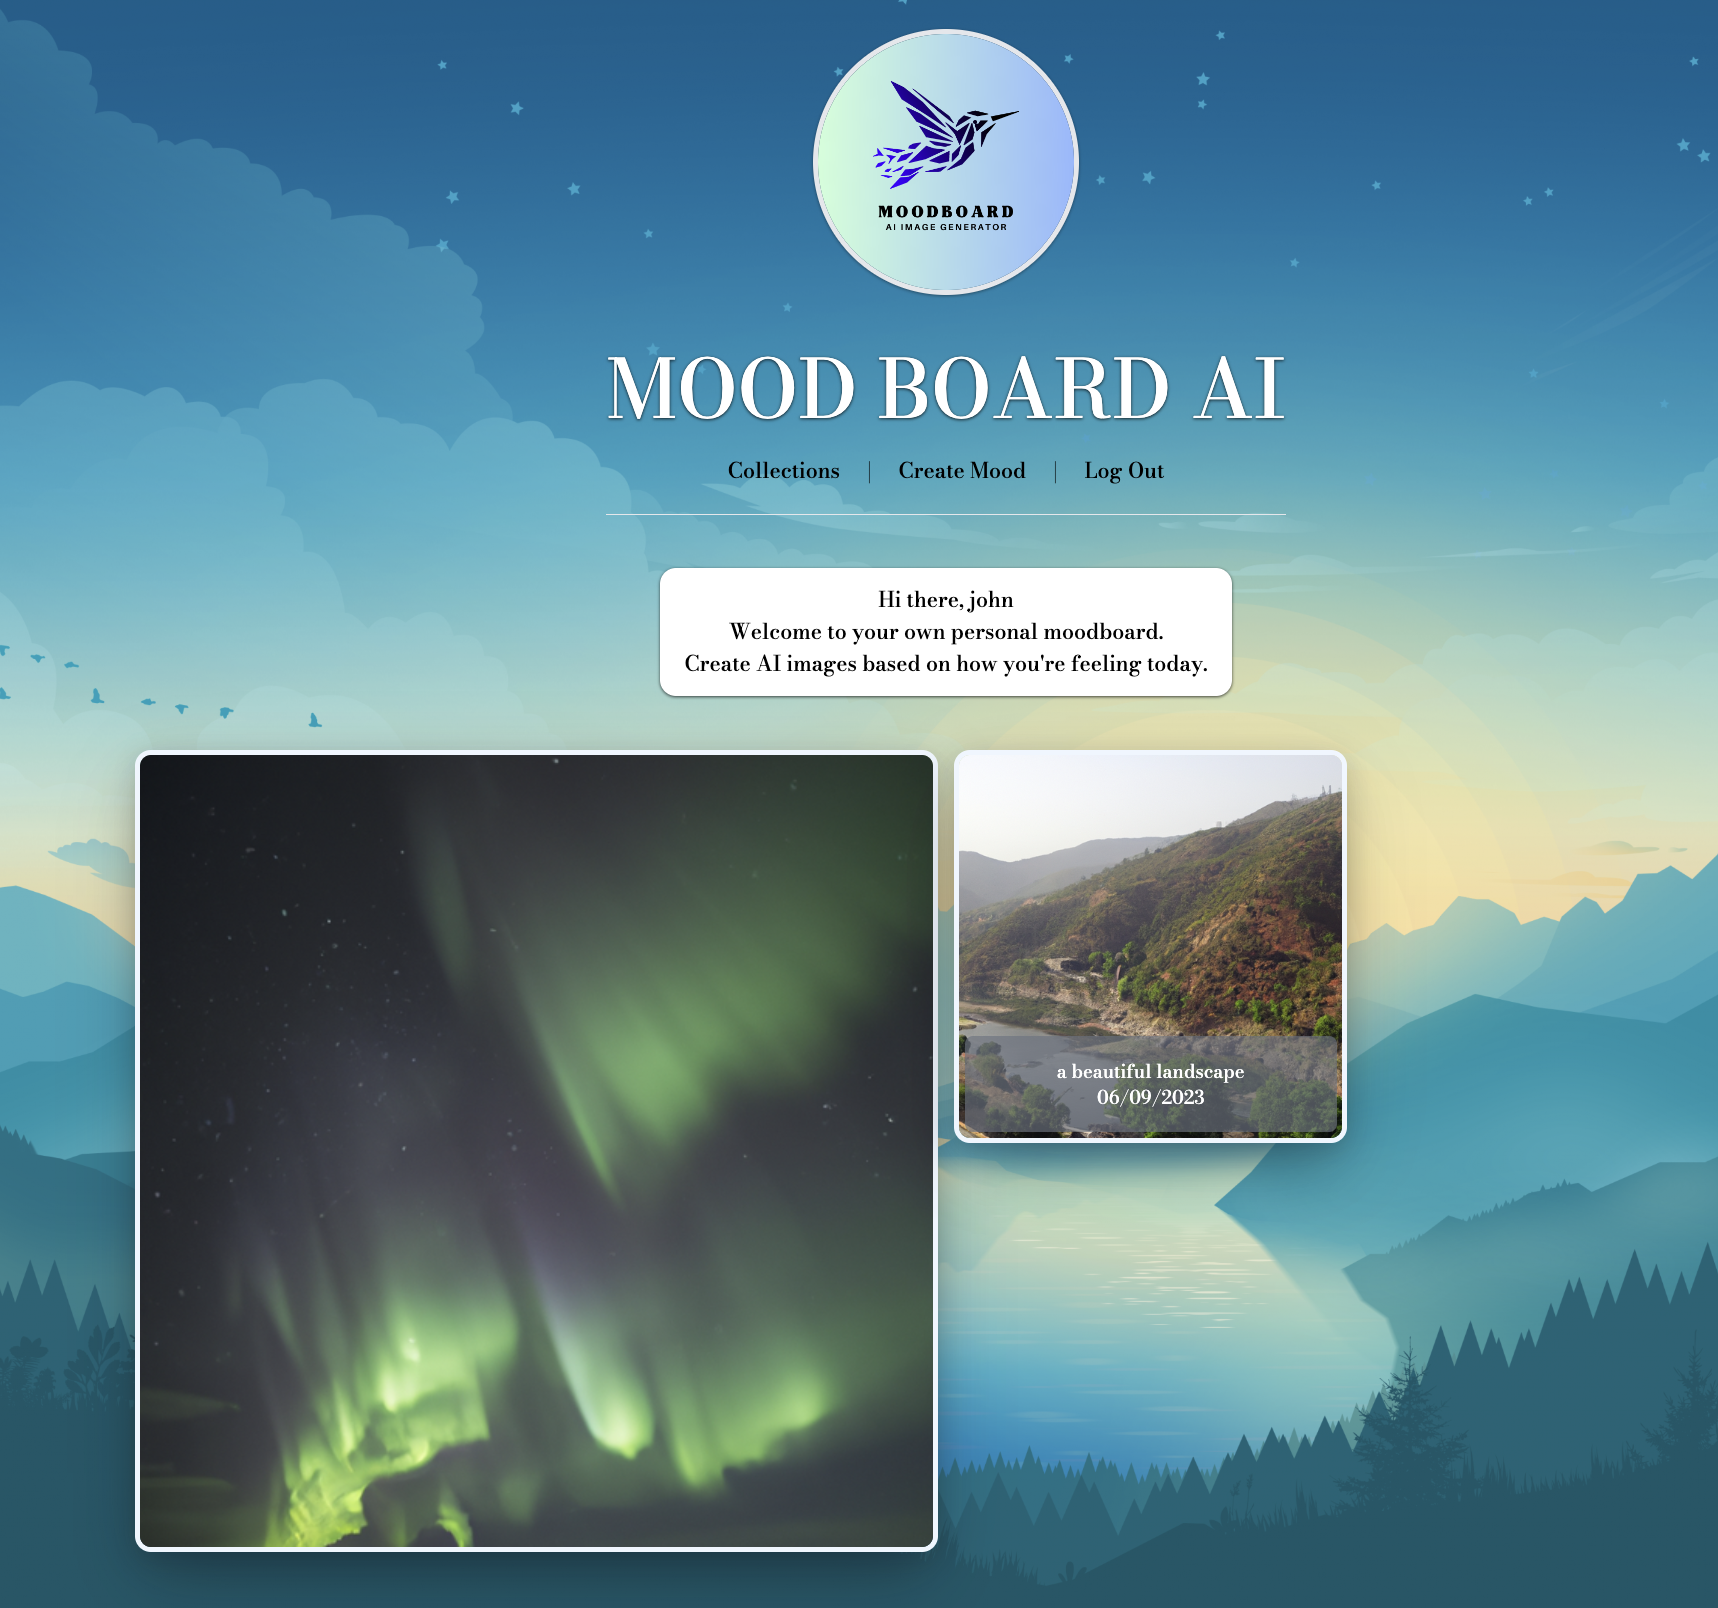 MOODBOARD
AI IMAGE GENERATOR
MOOD BOARD AI
Collections | Create Mood | Log Out
Hi there, john
Welcome to your own personal moodboard.
Create AI images based on how you're feeling today.
a beautiful landscape
06/09/2023